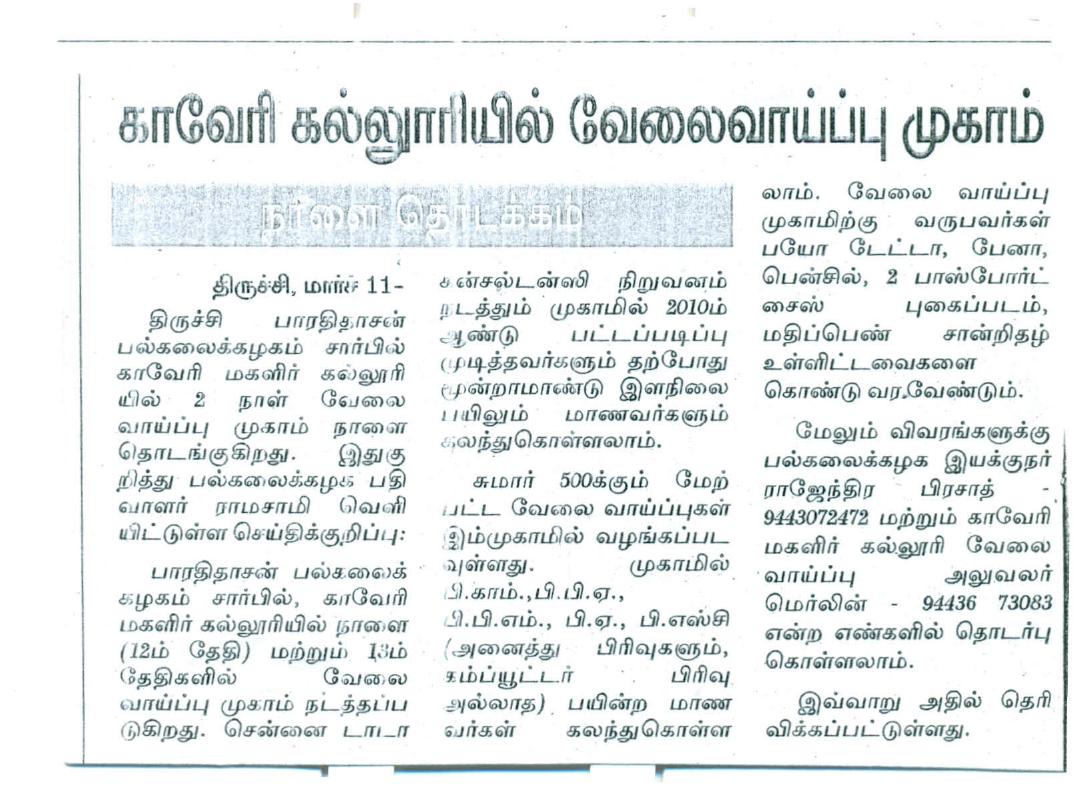 காவேரி கல்லூரியில் வேலைவாய்ப்பு முகாம்
நாளை தொடக்கம்
திருச்சி, மார்ச் 11-
திருச்சி பாரதிதாசன்
பல்கலைக்கழகம் சார்பில்
காவேரி மகளிர் கல்லூரி
யில் 2 நாள் வேலை
வாய்ப்பு முகாம் நாளை
தொடங்குகிறது. இதுகு
றித்து பல்கலைக்கழக பதி
வாளர் ராமசாமி வெளி
யிட்டுள்ள செய்திக்குறிப்பு:
பாரதிதாசன் பல்கலைக்
கழகம் சார்பில், காவேரி
மகளிர் கல்லூரியில் நாளை
(12ம் தேதி) மற்றும் 13ம்
தேதிகளில் வேலை
வாய்ப்பு முகாம் நடத்தப்ப
டுகிறது. சென்னை டாடா
கன்சல்டன்ஸி நிறுவனம்
நடத்தும் முகாமில் 2010ம்
ஆண்டு பட்டப்படிப்பு
முடித்தவர்களும் தற்போது
மூன்றாமாண்டு இளநிலை
பயிலும் மாணவர்களும்
கலந்துகொள்ளலாம்.
சுமார் 500க்கும் மேற்
பட்ட வேலை வாய்ப்புகள்
இம்முகாமில் வழங்கப்பட
வுள்ளது. முகாமில்
பி.காம்.,பி.பி.ஏ.,
பி.பி.எம்., பி.ஏ., பி.எஸ்சி
(அனைத்து பிரிவுகளும்,
கம்ப்யூட்டர் பிரிவு
அல்லாத) பயின்ற மாண
வர்கள் கலந்துகொள்ள
லாம். வேலை வாய்ப்பு
முகாமிற்கு வருபவர்கள்
பயோ டேட்டா, பேனா,
பென்சில், 2 பாஸ்போர்ட்
சைஸ் புகைப்படம்,
மதிப்பெண் சான்றிதழ்
உள்ளிட்டவைகளை
கொண்டு வர வேண்டும்.
மேலும் விவரங்களுக்கு
பல்கலைக்கழக இயக்குநர்
ராஜேந்திர பிரசாத் -
9443072472 மற்றும் காவேரி
மகளிர் கல்லூரி வேலை
வாய்ப்பு அலுவலர்
மெர்லின் - 94436 73083
என்ற எண்களில் தொடர்பு
கொள்ளலாம்.
இவ்வாறு அதில் தெரி
விக்கப்பட்டுள்ளது.